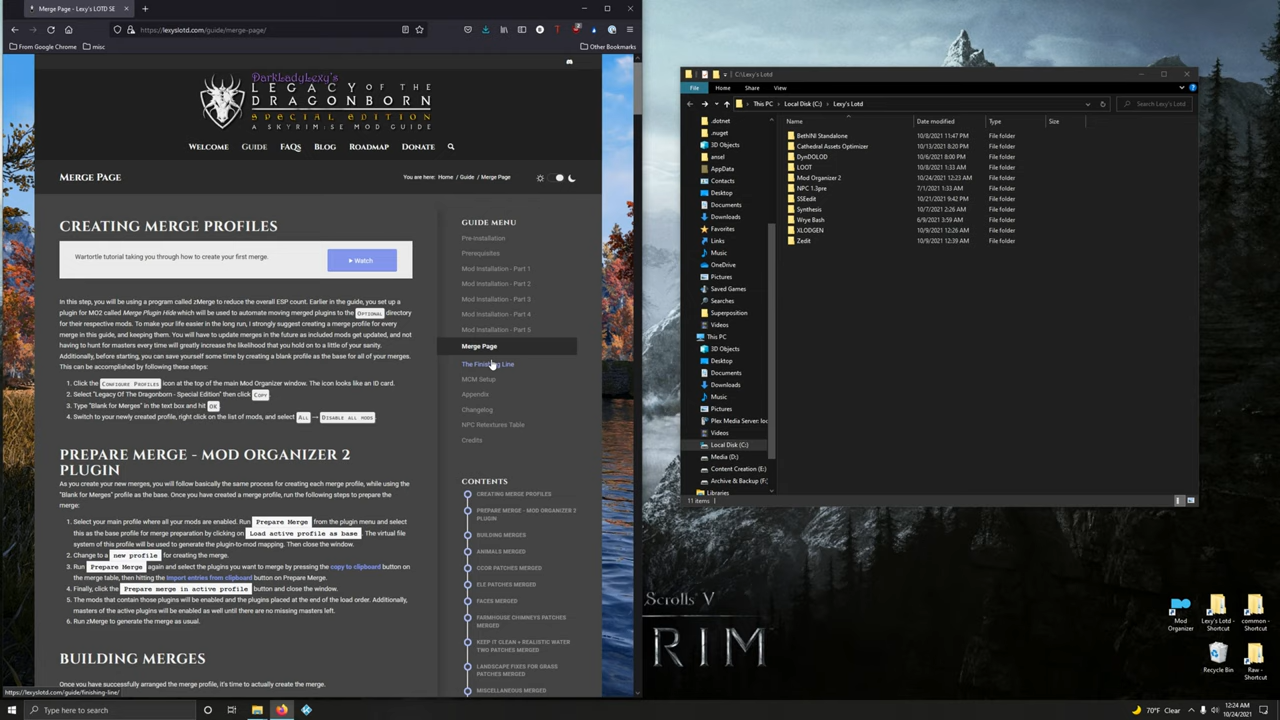 Merge Page - Lexy's LOTD SE
https://lexyslotd.com/guide/merge-page/
From Google Chrome
misc
Other Bookmarks
DarkLadyLexy's
LEGACY OF THE
DRAGONBORN
Special Edition
A SKYRIMSE MOD GUIDE
WELCOME
GUIDE
FAQs
BLOG
ROADMAP
DONATE
MERGE PAGE
You are here: Home / Guide / Merge Page
CREATING MERGE PROFILES
Wartortle tutorial taking you through how to create your first merge.
Watch
In this step, you will be using a program called zMerge to reduce the overall ESP count. Earlier in the guide, you set up a
plugin for MO2 called Merge Plugin Hide which will be used to automate moving merged plugins to the OPTIONAL directory
for their respective mods. To make your life easier in the long run, I strongly suggest creating a merge profile for every
merge in this guide, and keeping them. You will have to update merges in the future as included mods get updated, and not
having to hunt for merges will greatly increase the likelihood that you hold on to a little of your sanity.
Additionally, before starting, you can save yourself some time by creating a blank profile as the base for all of your merges.
This can be accomplished by following these steps:
1. Click the CONFIGURE PROFILES icon at the top of the main Mod Organizer window. The icon looks like an ID card.
2. Select "Legacy Of The Dragonborn - Special Edition" then click COPY.
3. Type "Blank for Merges" in the text box and hit OK.
4. Switch to your newly created profile, right click on the list of mods, and select ALL → DISABLE ALL MODS
PREPARE MERGE - MOD ORGANIZER 2
PLUGIN
As you create your new merges, you will follow basically the same process for creating each merge profile, while using the
"Blank for Merges" profile as the base. Once you have created a merge profile, run the following steps to prepare the
merge:
1. Select your main profile where all your mods are enabled. Run Prepare Merge from the plugin menu and select
this as the base profile for merge preparation by clicking on Load active profile as base. The virtual file
system of this profile will be used to generate the plugin-to-mod mapping. Then close the window.
2. Change to a new profile for creating the merge.
3. Run Prepare Merge again and select the plugins you want to merge by pressing the copy to clipboard button on
the merge table, then hitting the Import entries from clipboard button on Prepare Merge.
4. Finally, click the Prepare merge in active profile button and close the window.
5. The mods that contain those plugins will be enabled and the plugins placed at the end of the load order. Additionally,
masters of the active plugins will be enabled as well until there are no missing masters left.
6. Run zMerge to generate the merge as usual.
BUILDING MERGES
Once you have successfully arranged the merge profile, it's time to actually create the merge.
https://lexyslotd.com/guide/finishing-line/
GUIDE MENU
Pre-Installation
Prerequisites
Mod Installation - Part 1
Mod Installation - Part 2
Mod Installation - Part 3
Mod Installation - Part 4
Mod Installation - Part 5
Merge Page
The Finishing Line
MCM Setup
Appendix
Changelog
NPC Retextures Table
Credits
CONTENTS
CREATING MERGE PROFILES
PREPARE MERGE - MOD ORGANIZER 2
PLUGIN
BUILDING MERGES
ANIMALS MERGED
CCOR PATCHES MERGED
ELE PATCHES MERGED
FACES MERGED
FARMHOUSE CHIMNEYS PATCHES
MERGED
KEEP IT CLEAN + REALISTIC WATER
TWO PATCHES MERGED
LANDSCAPE FIXES FOR GRASS
PATCHES MERGED
MISCELLANEOUS MERGED
C:\Lexy's Lotd
File
Home
Share
View
This PC
Local Disk (C:)
Lexy's Lotd
Search Lexy's Lotd
.dotnet
.nuget
3D Objects
ansel
AppData
Contacts
Desktop
Documents
Downloads
Favorites
Links
Music
OneDrive
Pictures
Saved Games
Searches
Superposition
Videos
This PC
3D Objects
Desktop
Documents
Downloads
Music
Pictures
Plex Media Server: loc
Videos
Local Disk (C:)
Media (D:)
Content Creation (E:)
Archive & Backup (F:)
Libraries
11 items
Name Date modified Type Size
BethINI Standalone 10/8/2021 11:47 PM File folder
Cathedral Assets Optimizer 10/13/2021 8:20 PM File folder
DynDOLOD 10/6/2021 8:00 PM File folder
LOOT 10/8/2021 1:33 AM File folder
Mod Organizer 2 10/24/2021 12:23 AM File folder
NPC 1.3pre 7/1/2021 1:33 AM File folder
SSEedit 10/21/2021 9:42 PM File folder
Synthesis 10/7/2021 2:26 AM File folder
Wrye Bash 6/9/2021 3:59 AM File folder
XLODGEN 10/9/2021 12:26 AM File folder
Zedit 10/9/2021 12:39 AM File folder
Scrolls V
RIM
Mod
Organizer
Lexy's Lotd
- Shortcut
common -
Shortcut
Recycle Bin
Raw -
Shortcut
Type here to search
70°F Clear
12:24 AM
10/24/2021